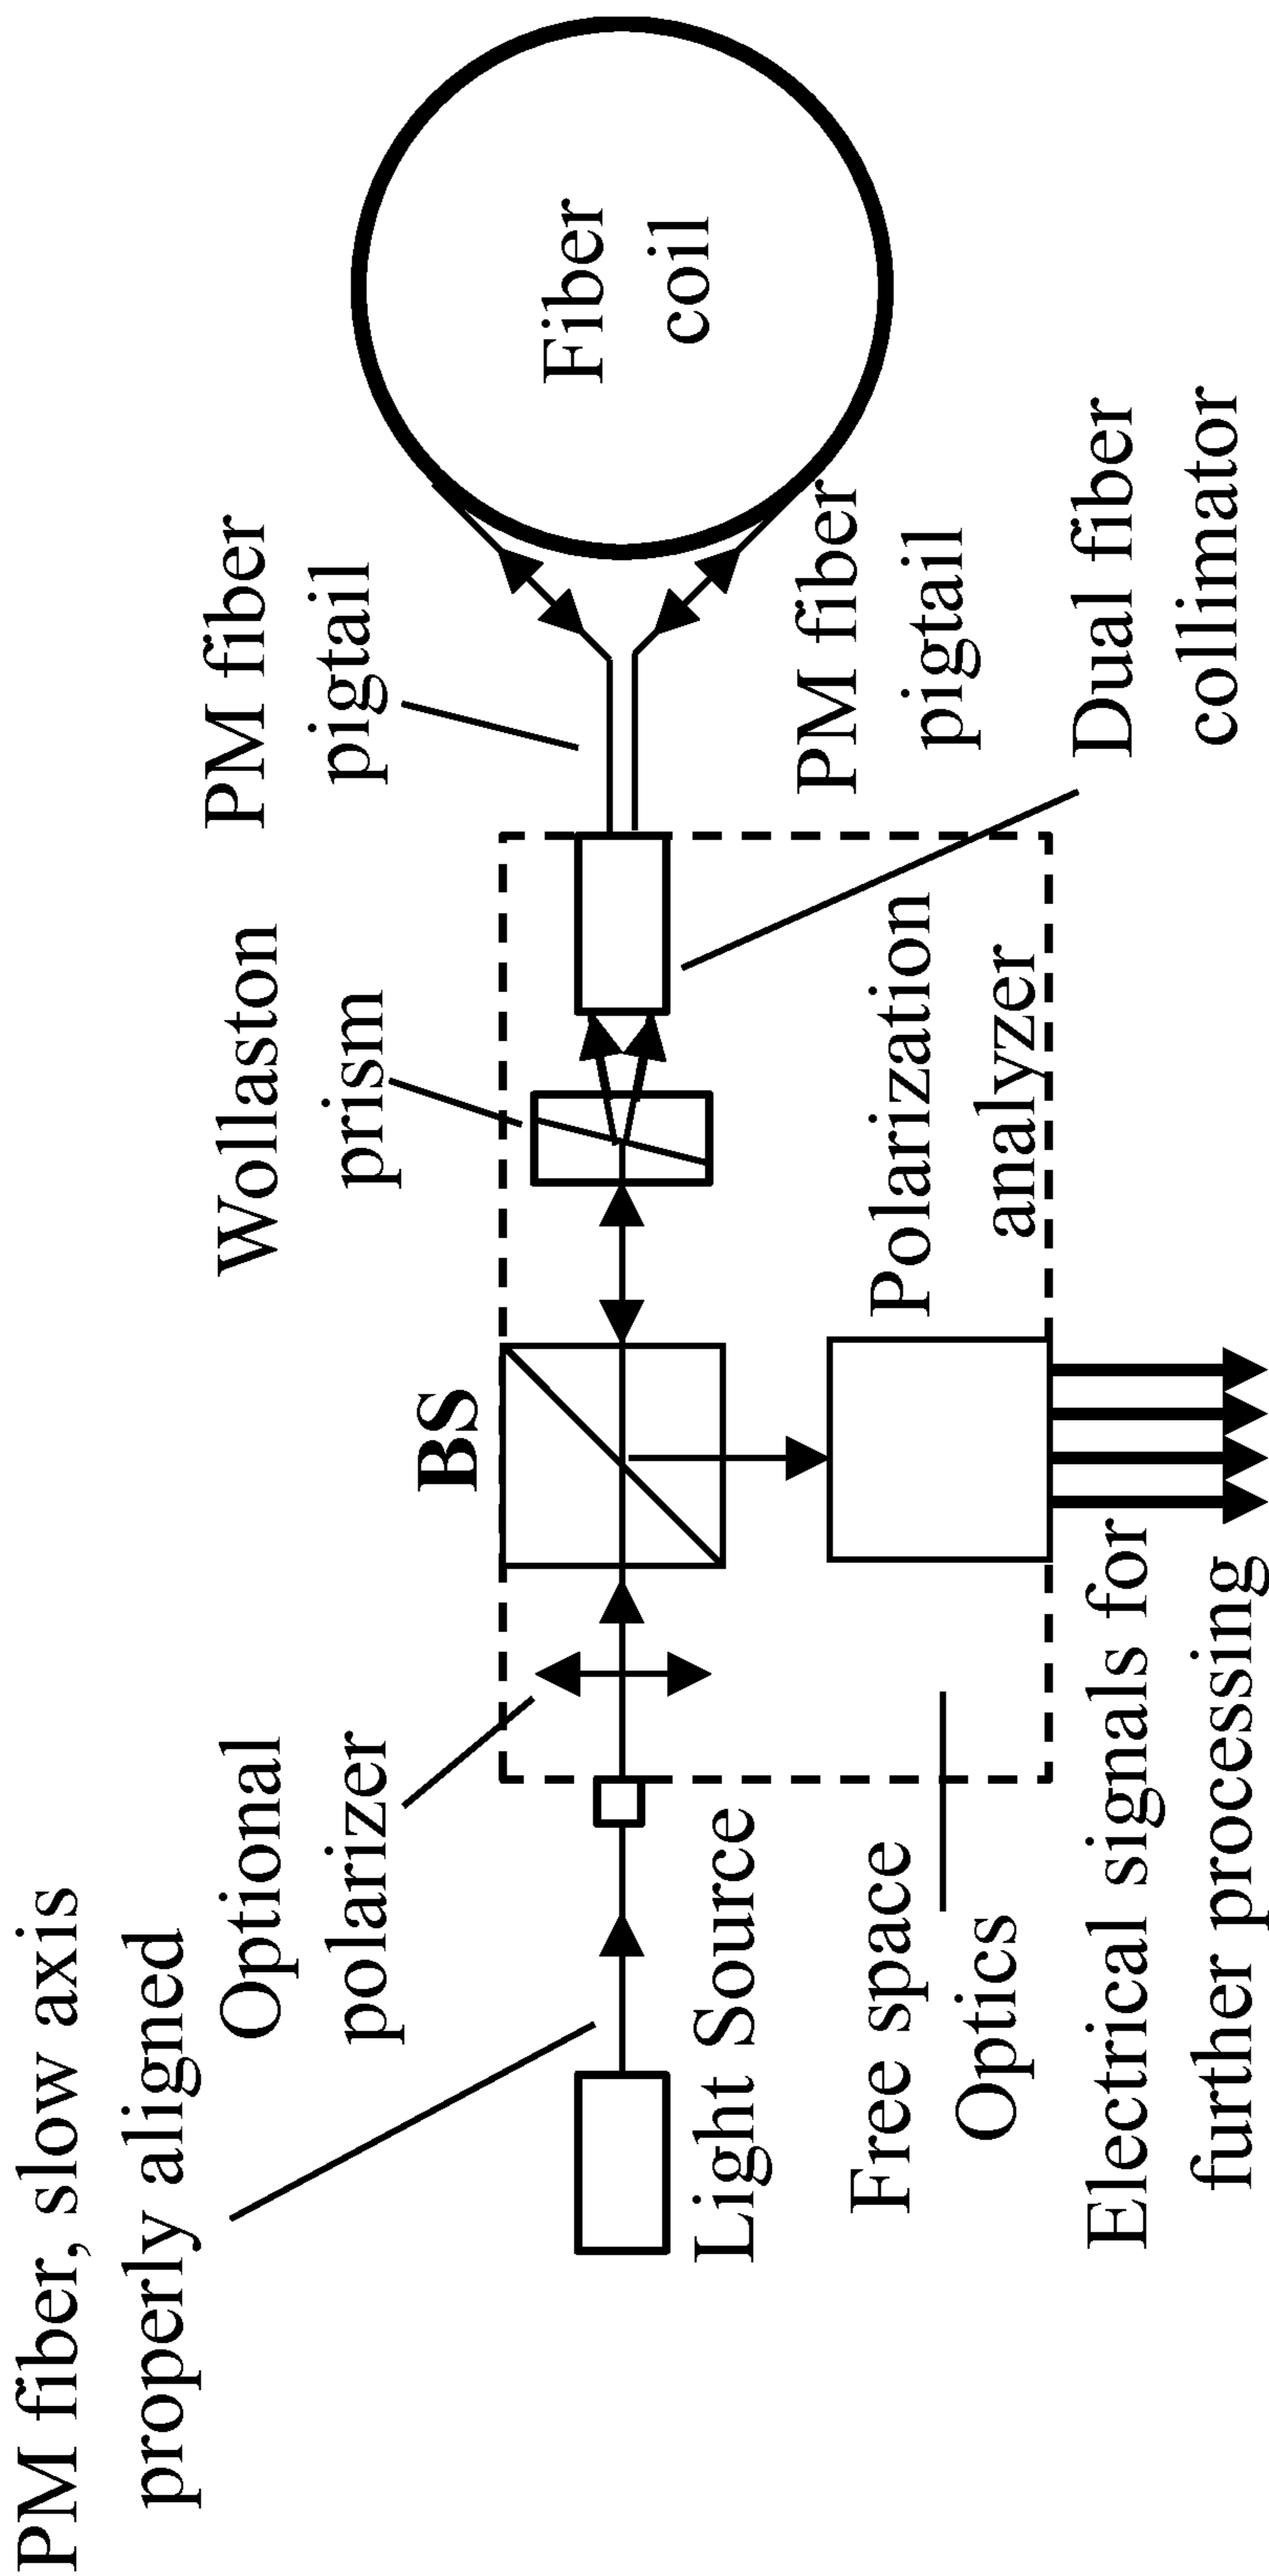 PM fiber, slow axis
properly aligned
Optional
polarizer
BS
Wollaston
prism
PM fiber
pigtail
Fiber
coil
Light Source
Free space
Optics
Polarization
analyzer
PM fiber
pigtail
Dual fiber
collimator
Electrical signals for
further processing